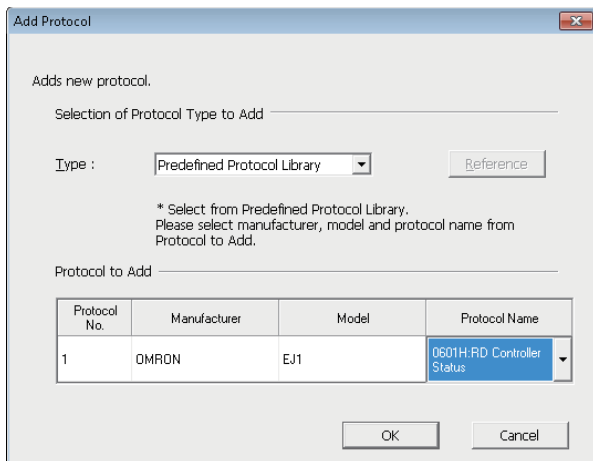 Add Protocol
Adds new protocol.
Selection of Protocol Type to Add
Type :
Predefined Protocol Library
Reference
* Select from Predefined Protocol Library.
Please select manufacturer, model and protocol name from
Protocol to Add.
Protocol to Add
Protocol
No.
Manufacturer
Model
Protocol Name
1
OMRON
EJ1
0601H:RD Controller
Status
OK
Cancel